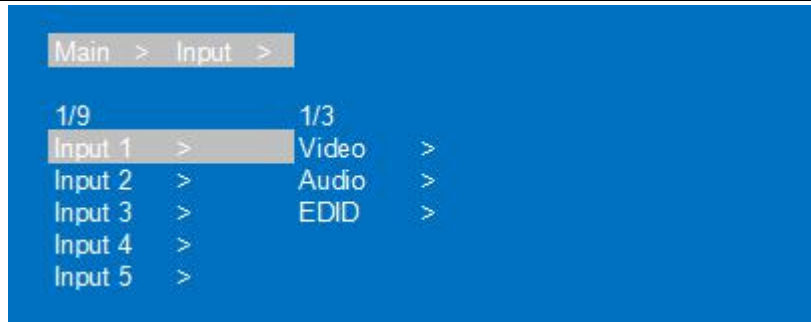 Main > Input >
1/9 1/3
Input 1 > Video >
Input 2 > Audio >
Input 3 > EDID >
Input 4 >
Input 5 >